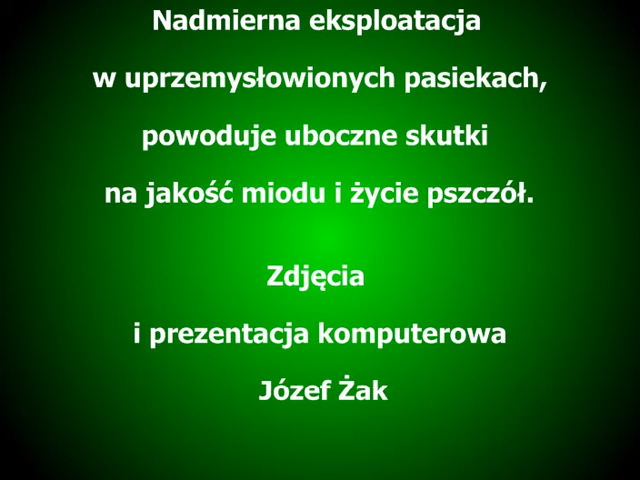 Nadmierna eksploatacja
w uprzemysłowionych pasiekach,
powoduje uboczne skutki
na jakość miodu i życie pszczół.
Zdjęcia
i prezentacja komputerowa
Józef Żak